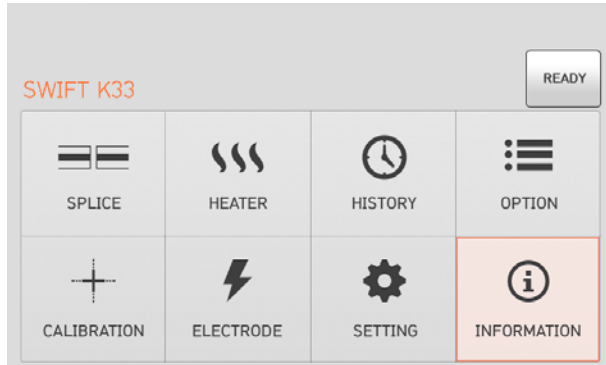 READY
SWIFT K33
SPLICE HEATER HISTORY OPTION
CALIBRATION ELECTRODE SETTING INFORMATION